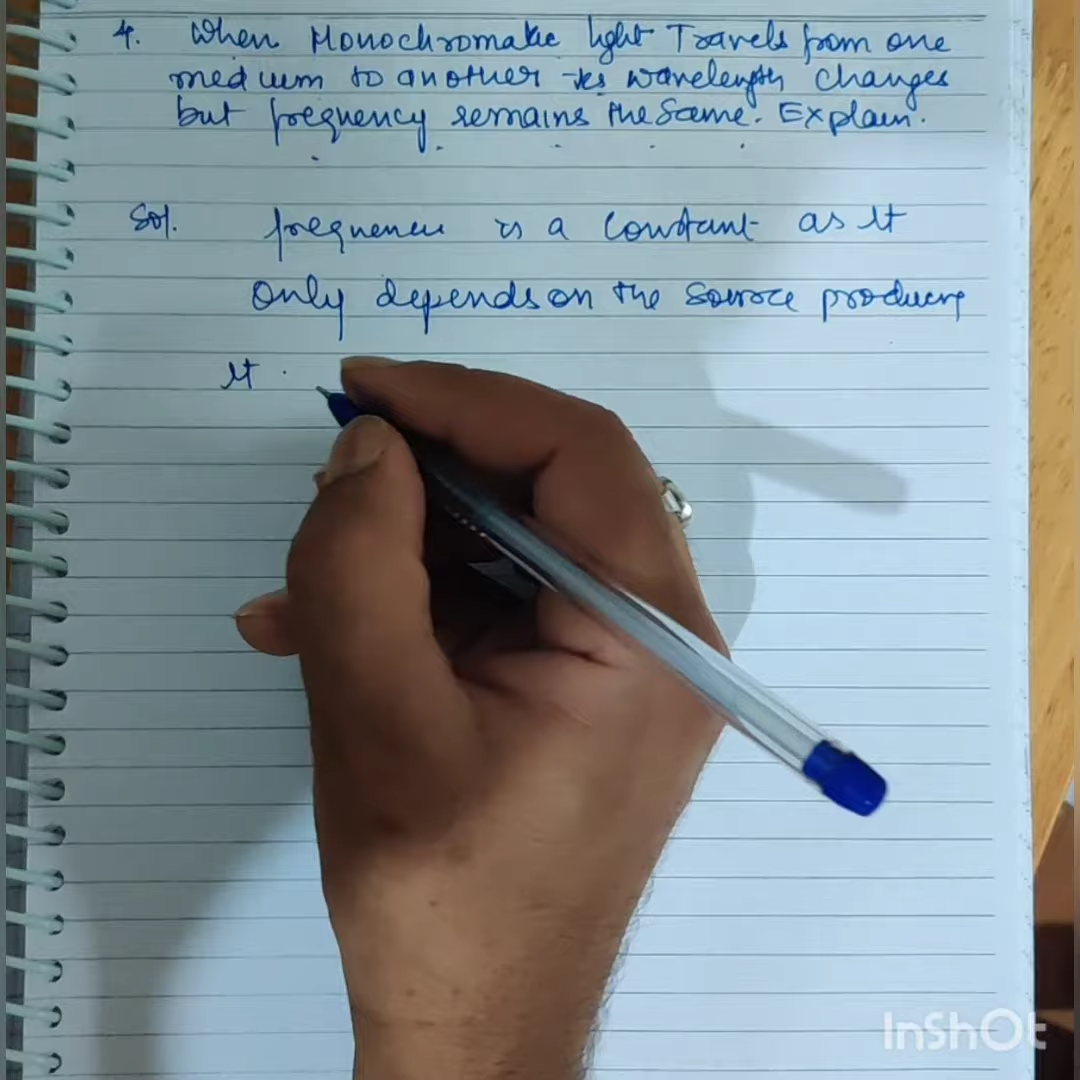 4. When Monochromatic light Travels from one
medium to another its wavelength changes
but frequency remains the same. Explain.
Sol. frequency is a constant as it
only depends on the source producing
it.
InShOt